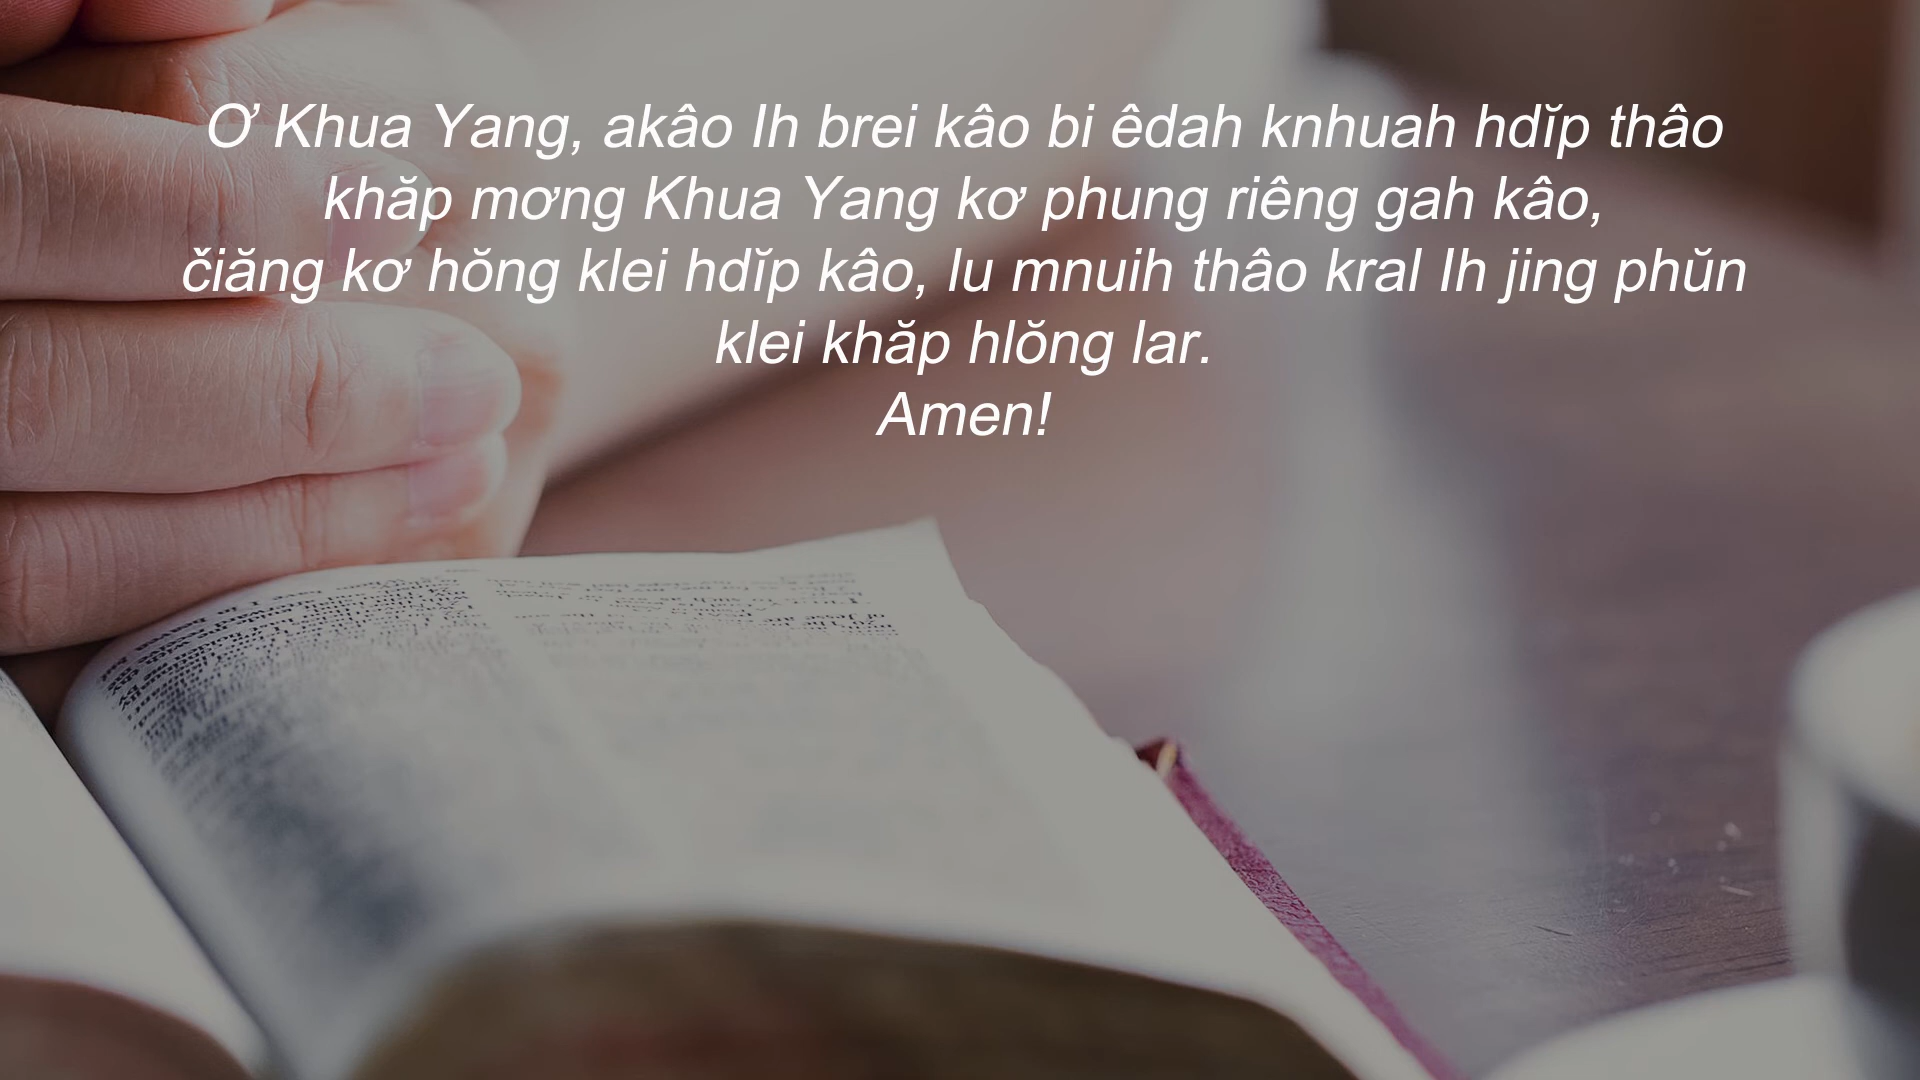 Ơ Khua Yang, akâo Ih brei kâo bi êdah knhuah hdĭp thâo
khăp mơng Khua Yang kơ phung riêng gah kâo,
čiăng kơ hŏng klei hdĭp kâo, lu mnuih thâo kral Ih jing phŭn
klei khăp hlŏng lar.
Amen!